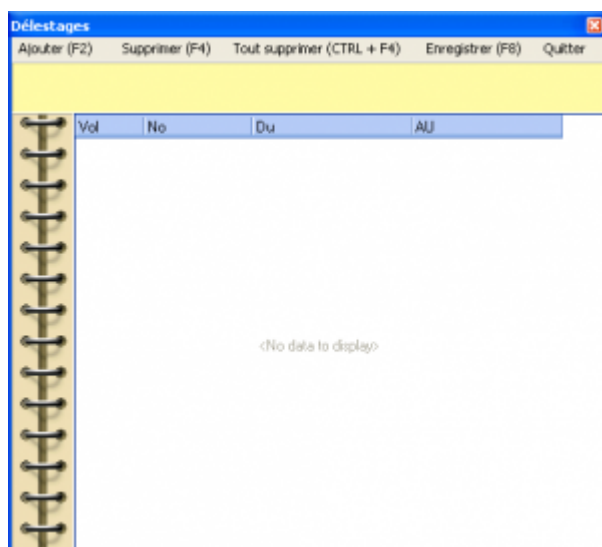 Délestages
Ajouter (F2) Supprimer (F4) Tout supprimer (CTRL + F4) Enregistrer (F8) Quitter
Vol No Du AU
<No data to display>